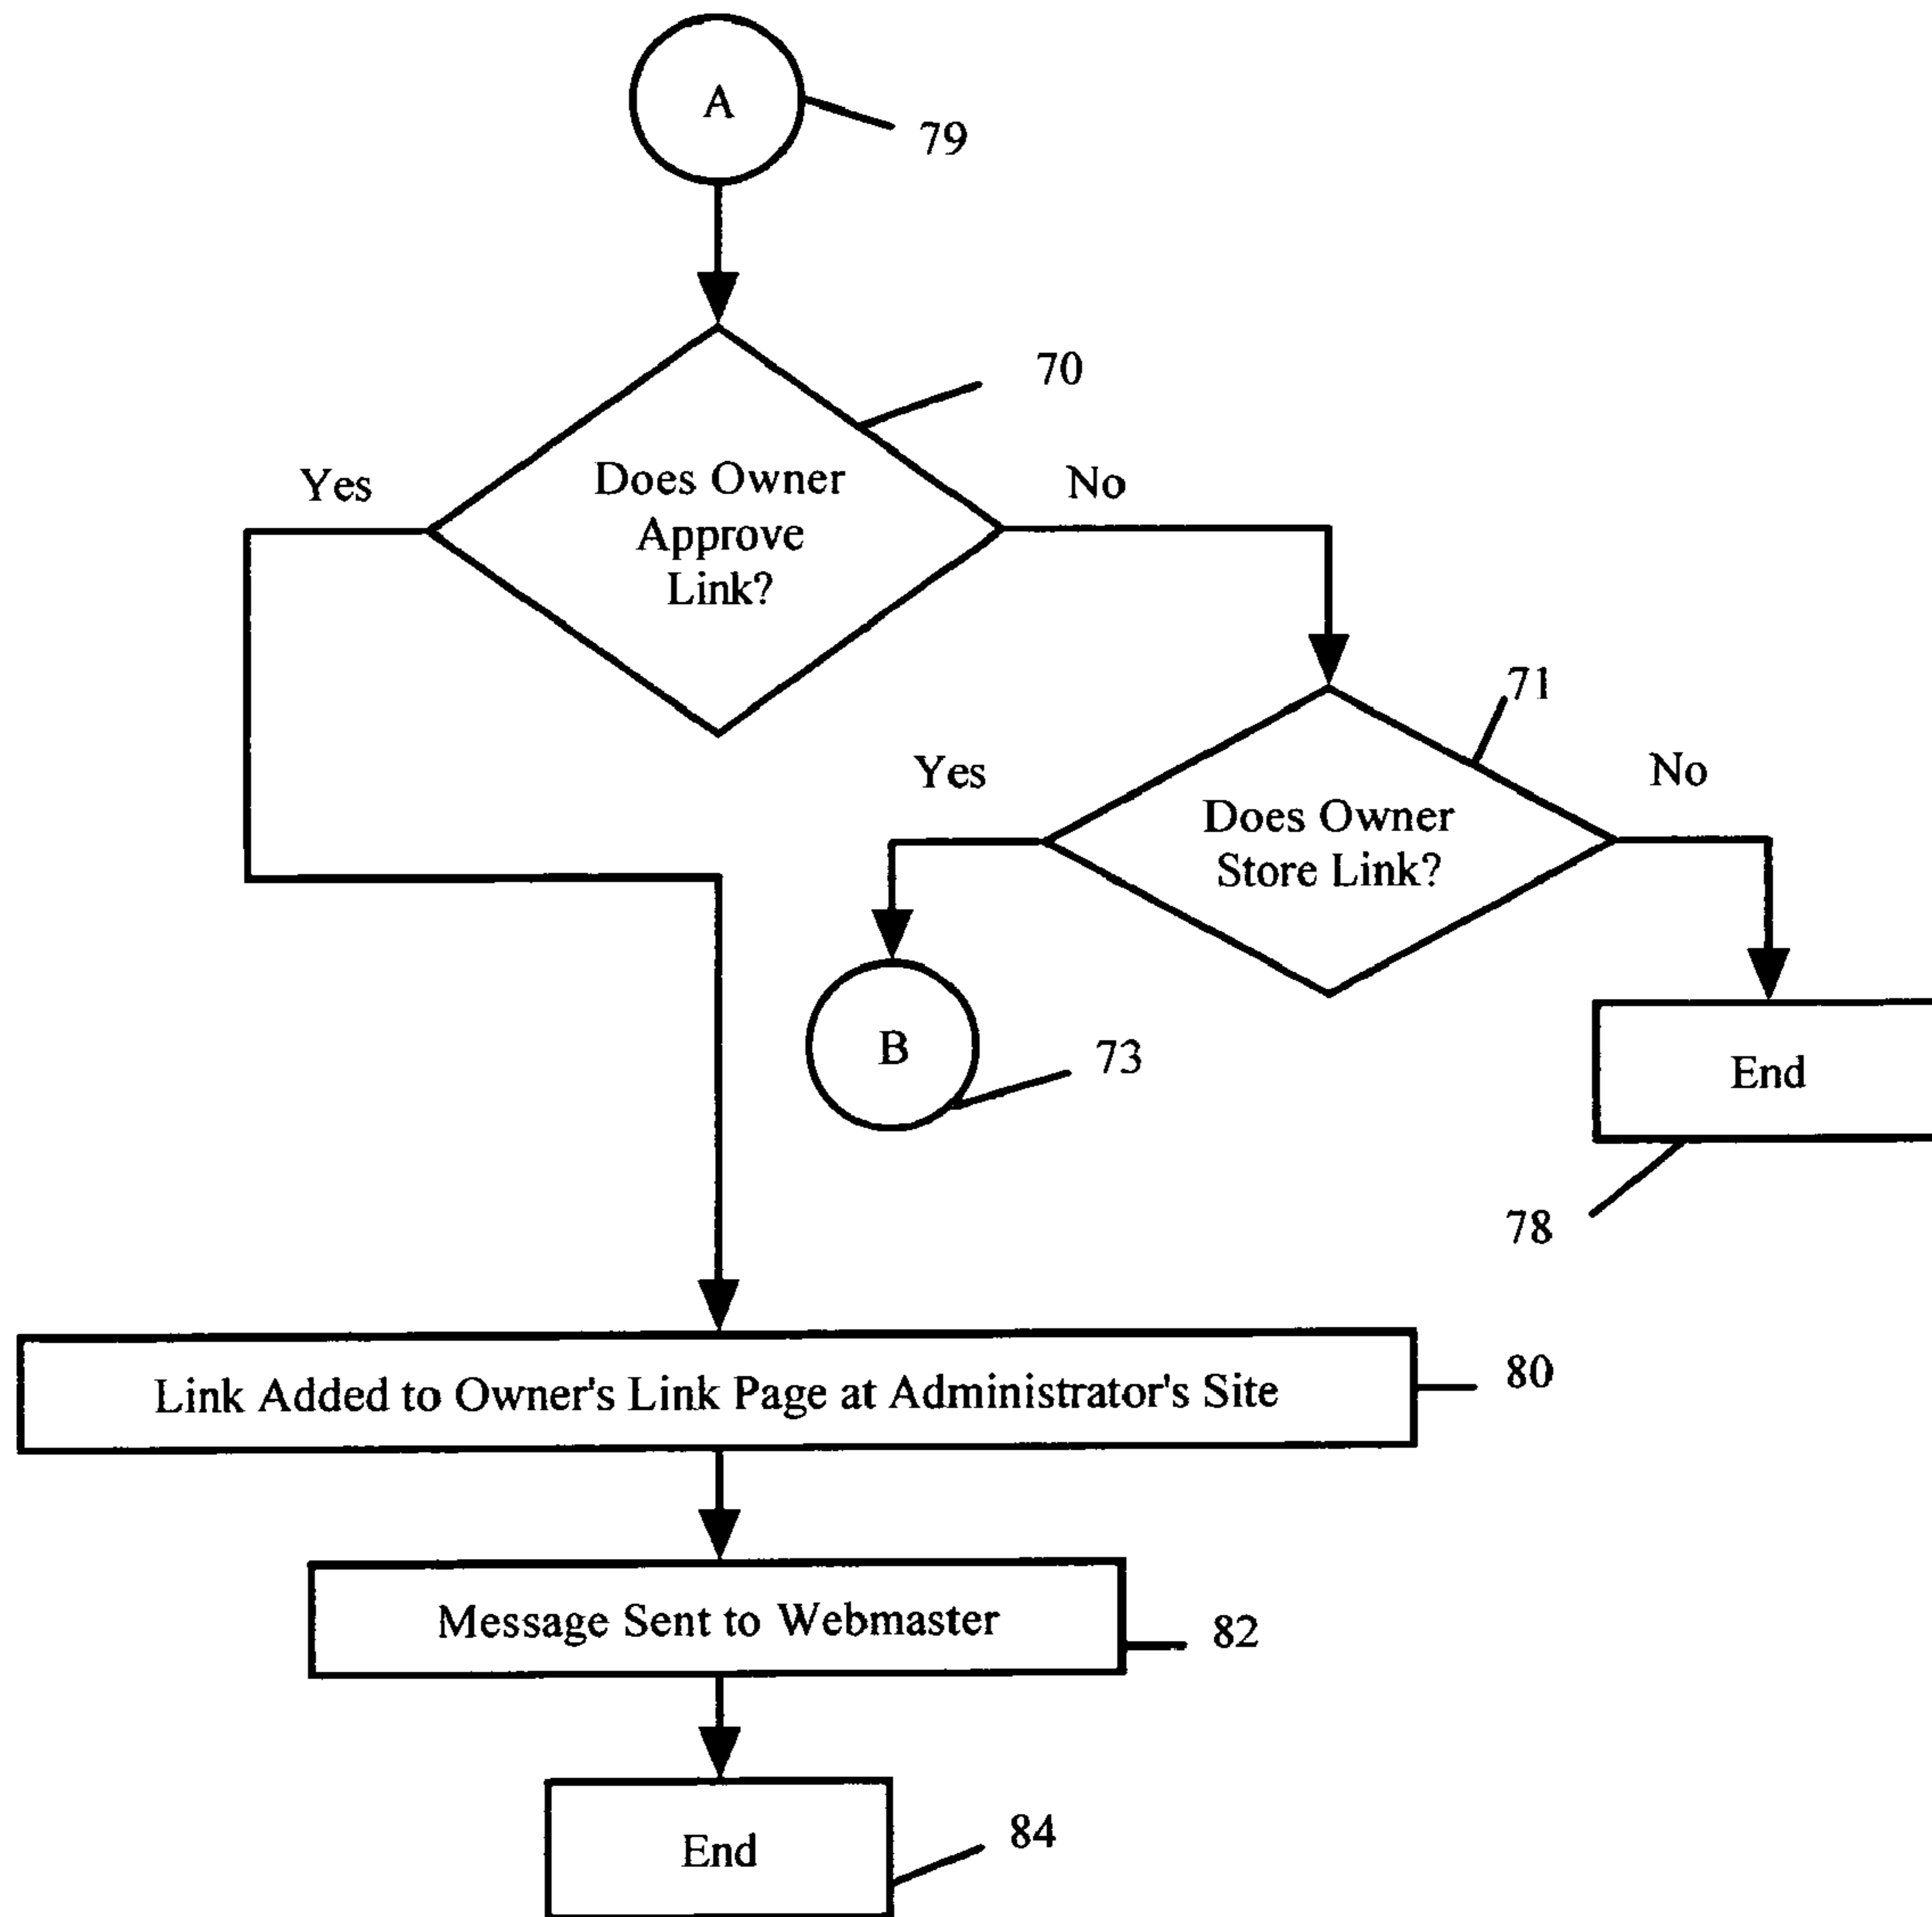 A
79
70
Yes
No
Does Owner
Approve
Link?
71
Yes
No
Does Owner
Store Link?
B
73
End
78
80
Link Added to Owner's Link Page at Administrator's Site
Message Sent to Webmaster
82
End
84